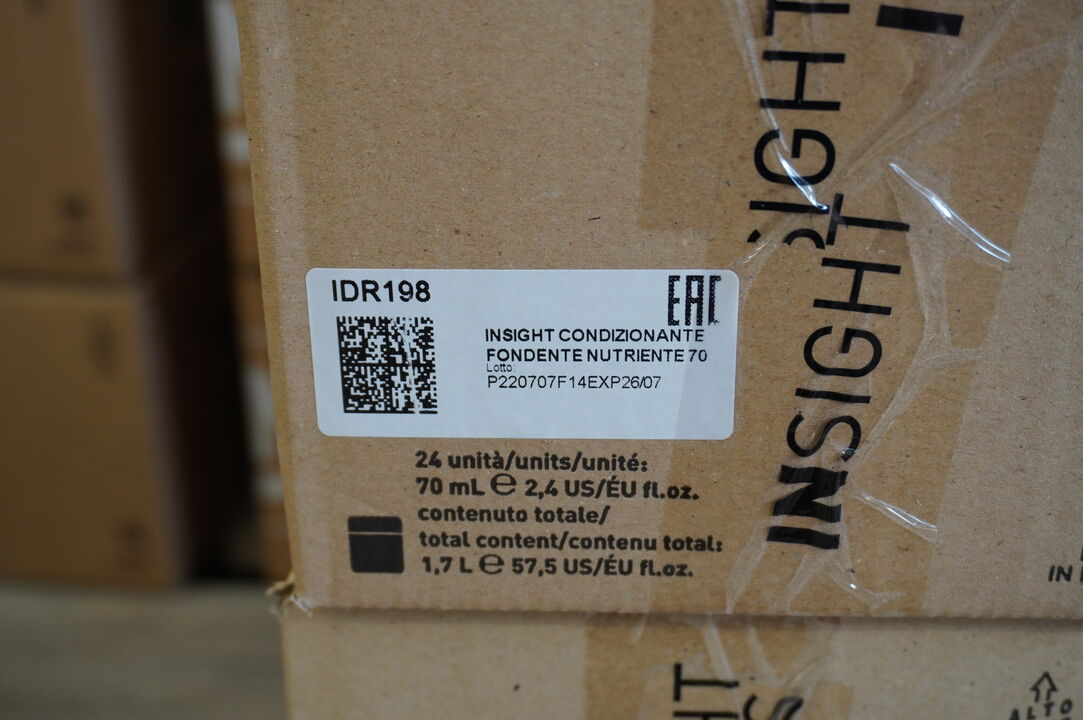 IDR198
EAC
INSIGHT CONDIZIONANTE
FONDENTE NUTRIENTE 70
Lotto:
P220707F14EXP26/07
24 unità/units/unité:
70 mL ℮ 2,4 US/ÉU fl.oz.
contenuto totale/
total content/contenu total:
1,7 L ℮ 57,5 US/ÉU fl.oz.
INSIGHT
INSIGHT
IN
ALTO